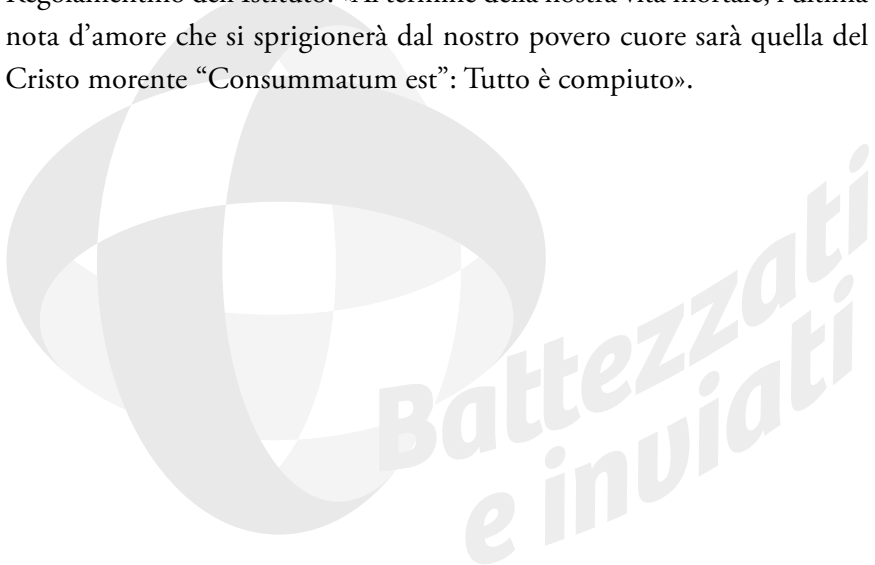 Regolamentino dell'Istituto: «Al termine della nostra vita mortale, l'ultima
nota d'amore che si sprigionerà dal nostro povero cuore sarà quella del
Cristo morente “Consummatum est”: Tutto è compiuto».
Battezzati
e inviati